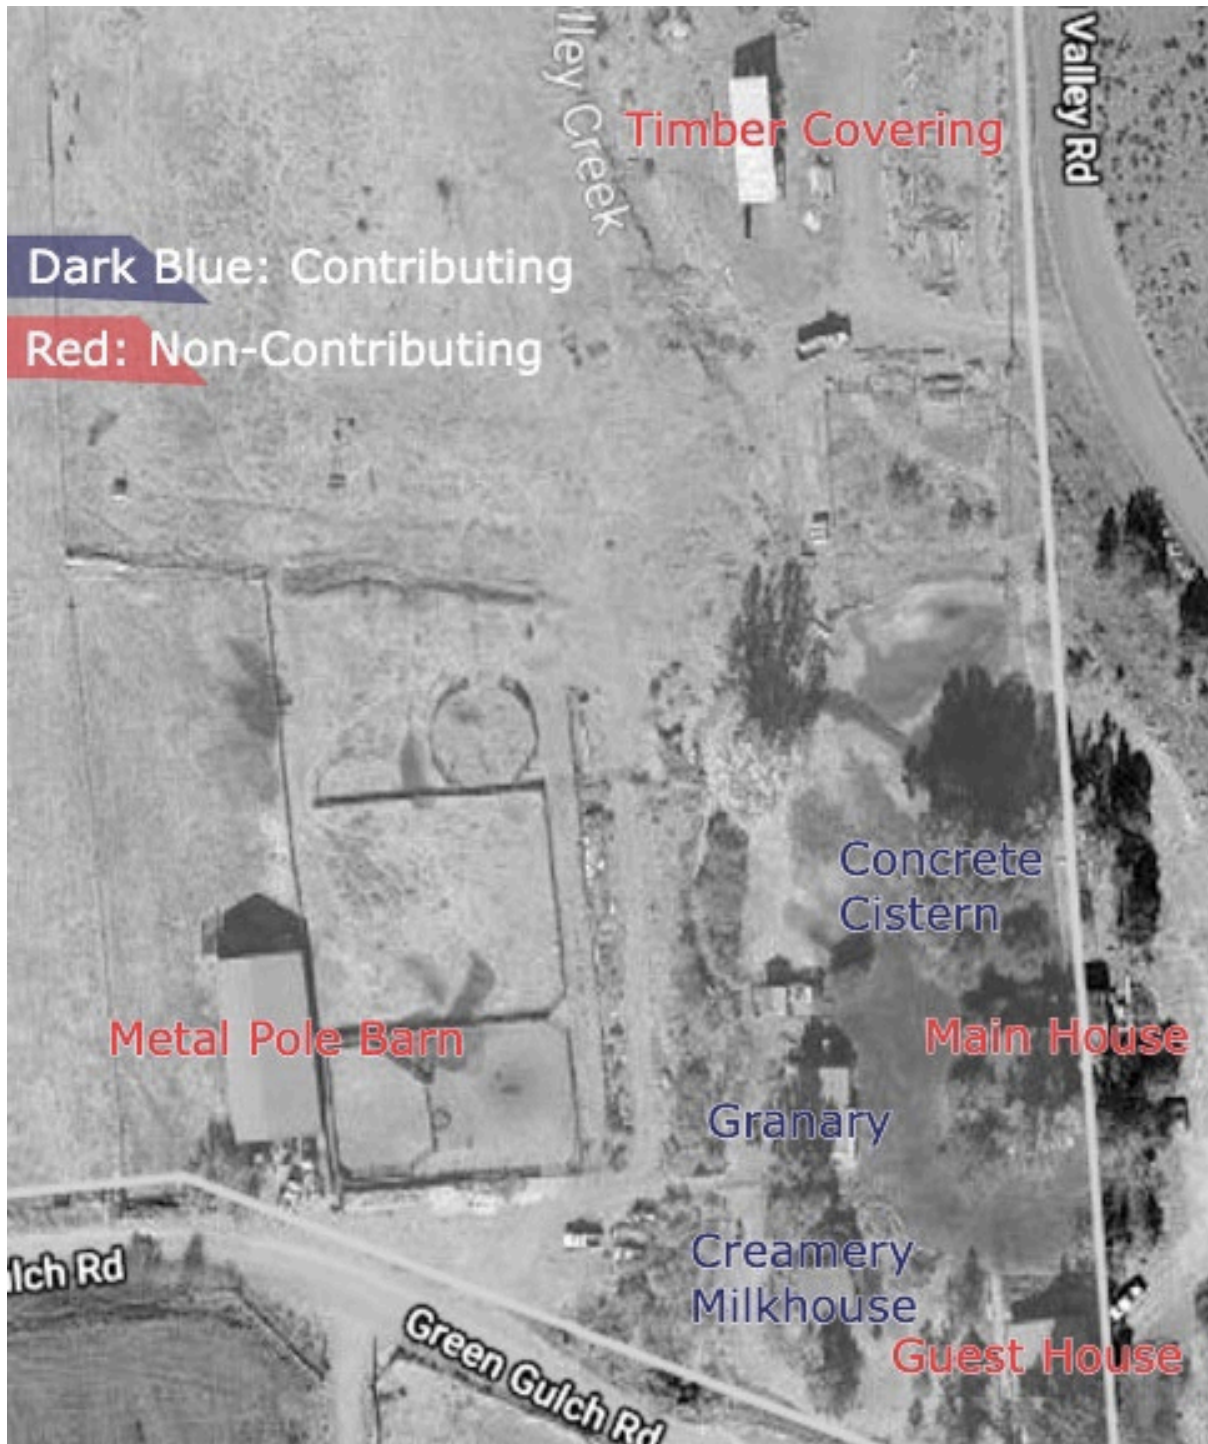 lley Creek
Valley Rd
Timber Covering
Dark Blue: Contributing
Red: Non-Contributing
Concrete
Cistern
Metal Pole Barn
Main House
Granary
Creamery
Milkhouse
Guest House
ulch Rd
Green Gulch Rd